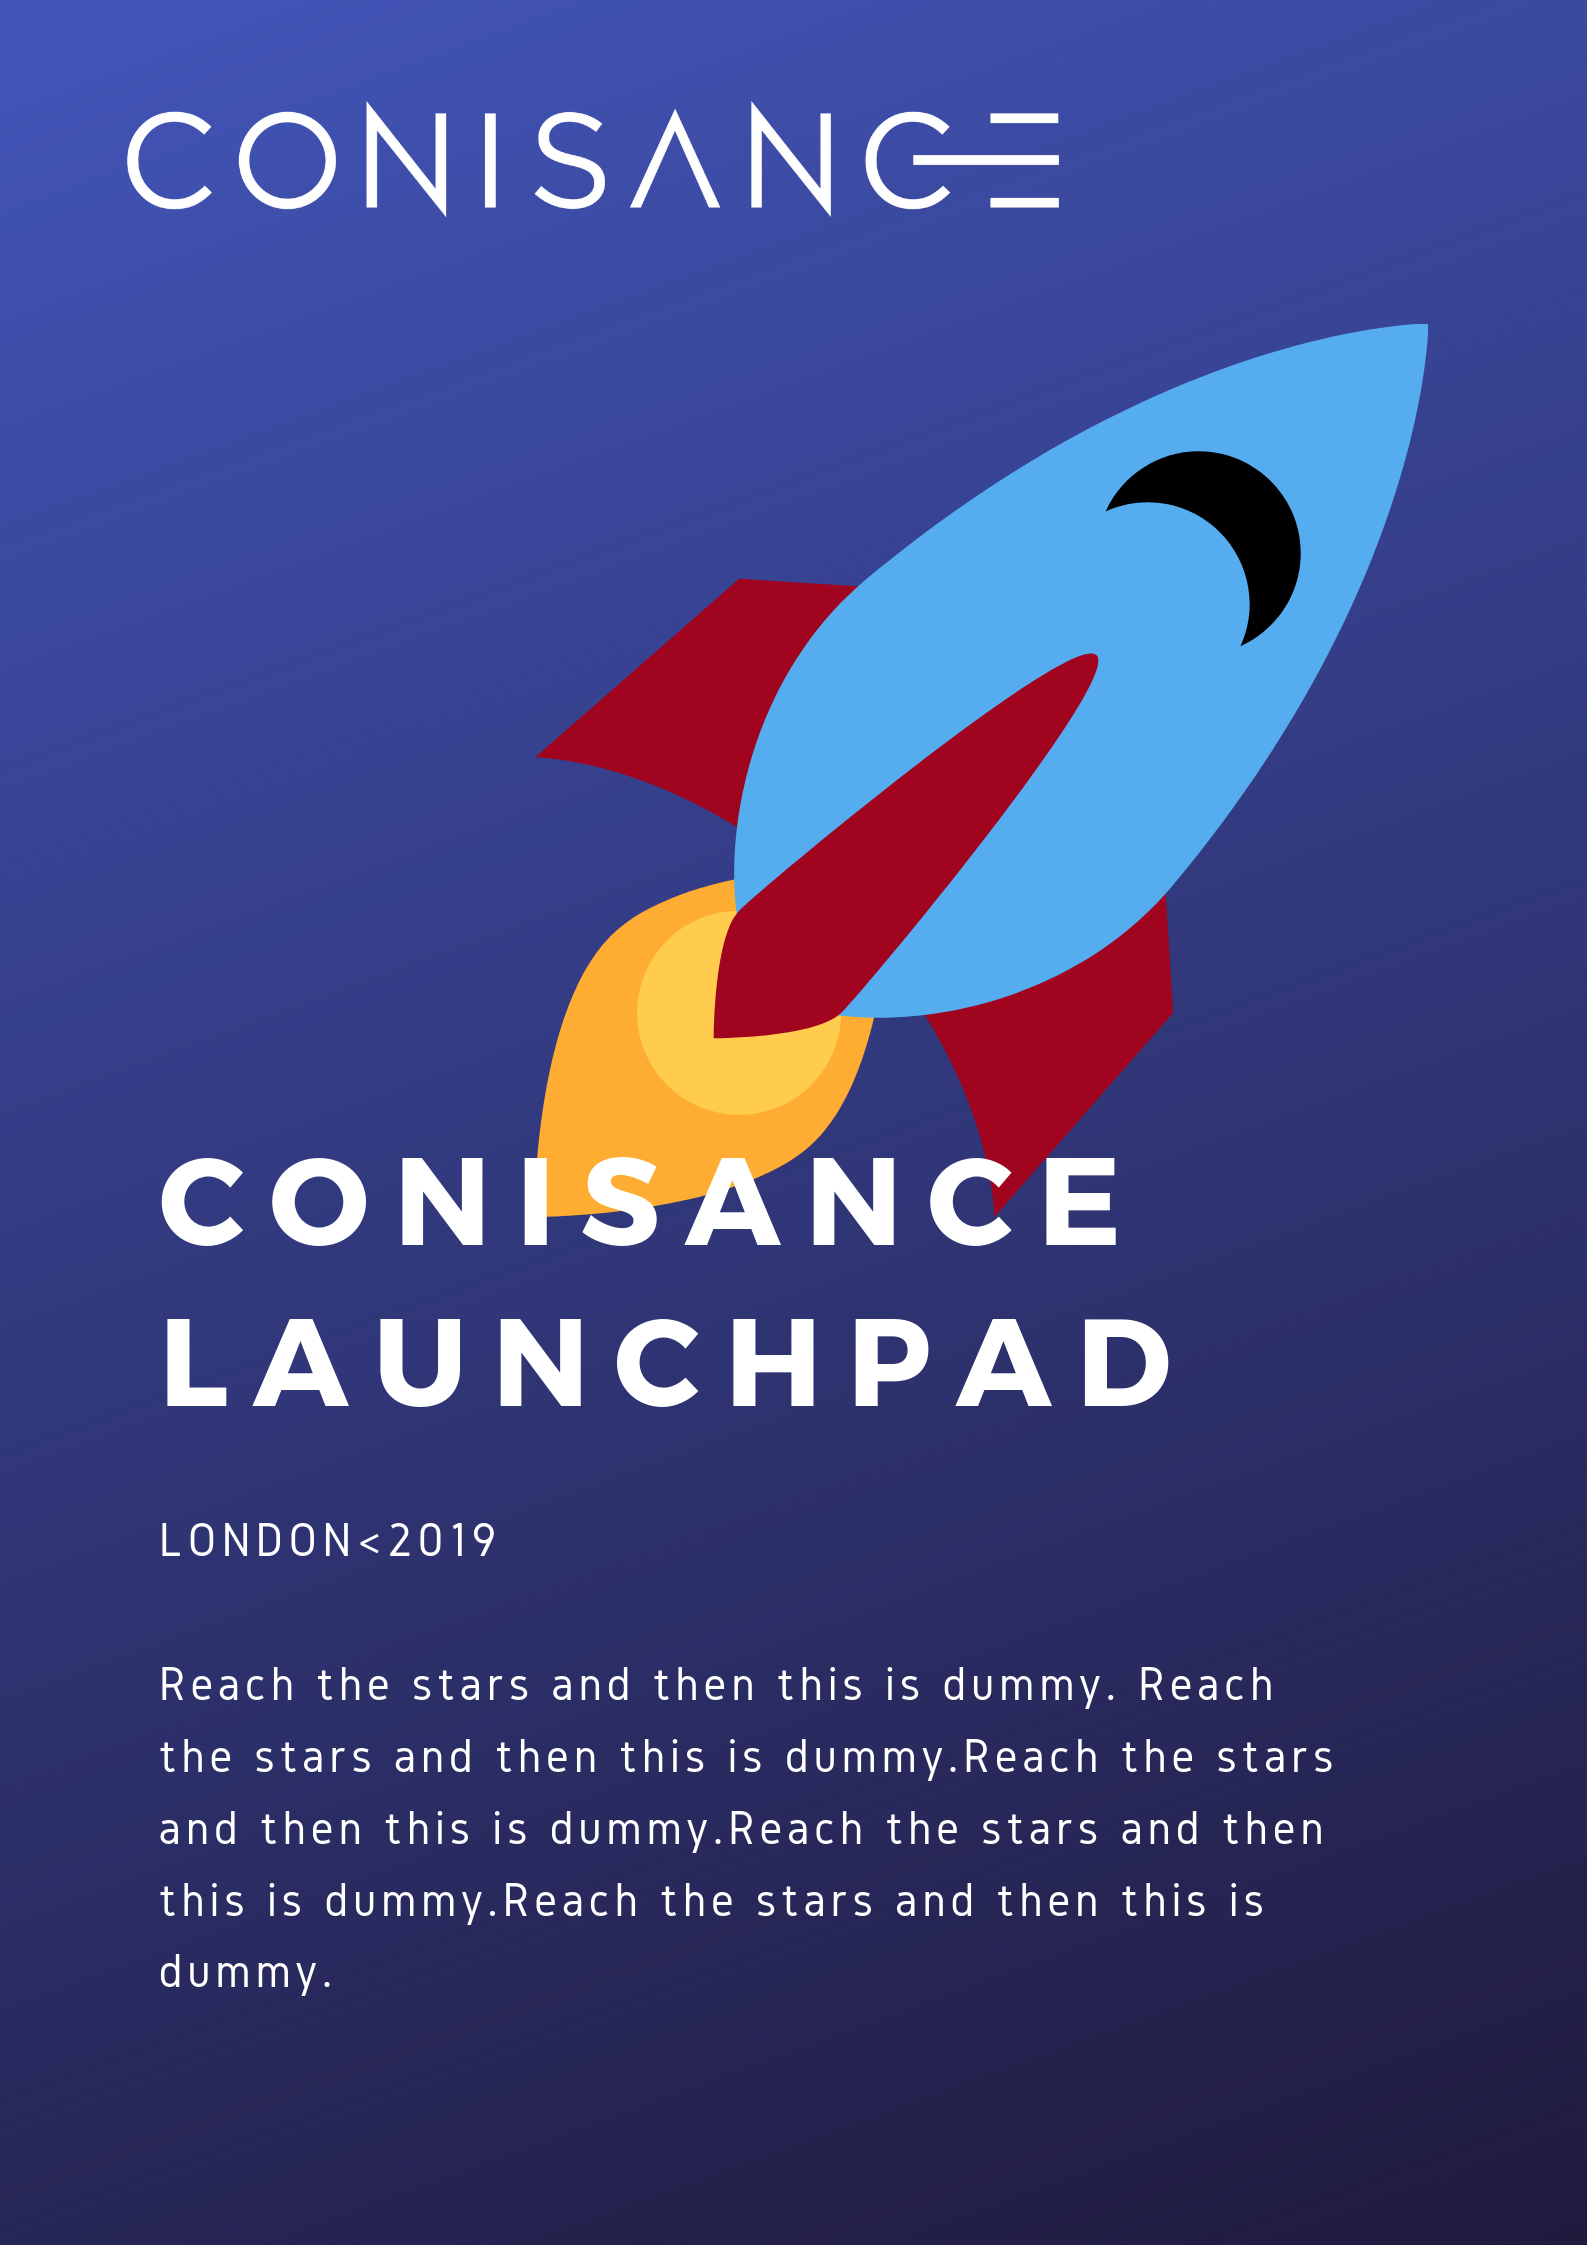 CONISANCE
CONISANCE
LAUNCHPAD
LONDON<2019
Reach the stars and then this is dummy. Reach
the stars and then this is dummy.Reach the stars
and then this is dummy.Reach the stars and then
this is dummy.Reach the stars and then this is
dummy.